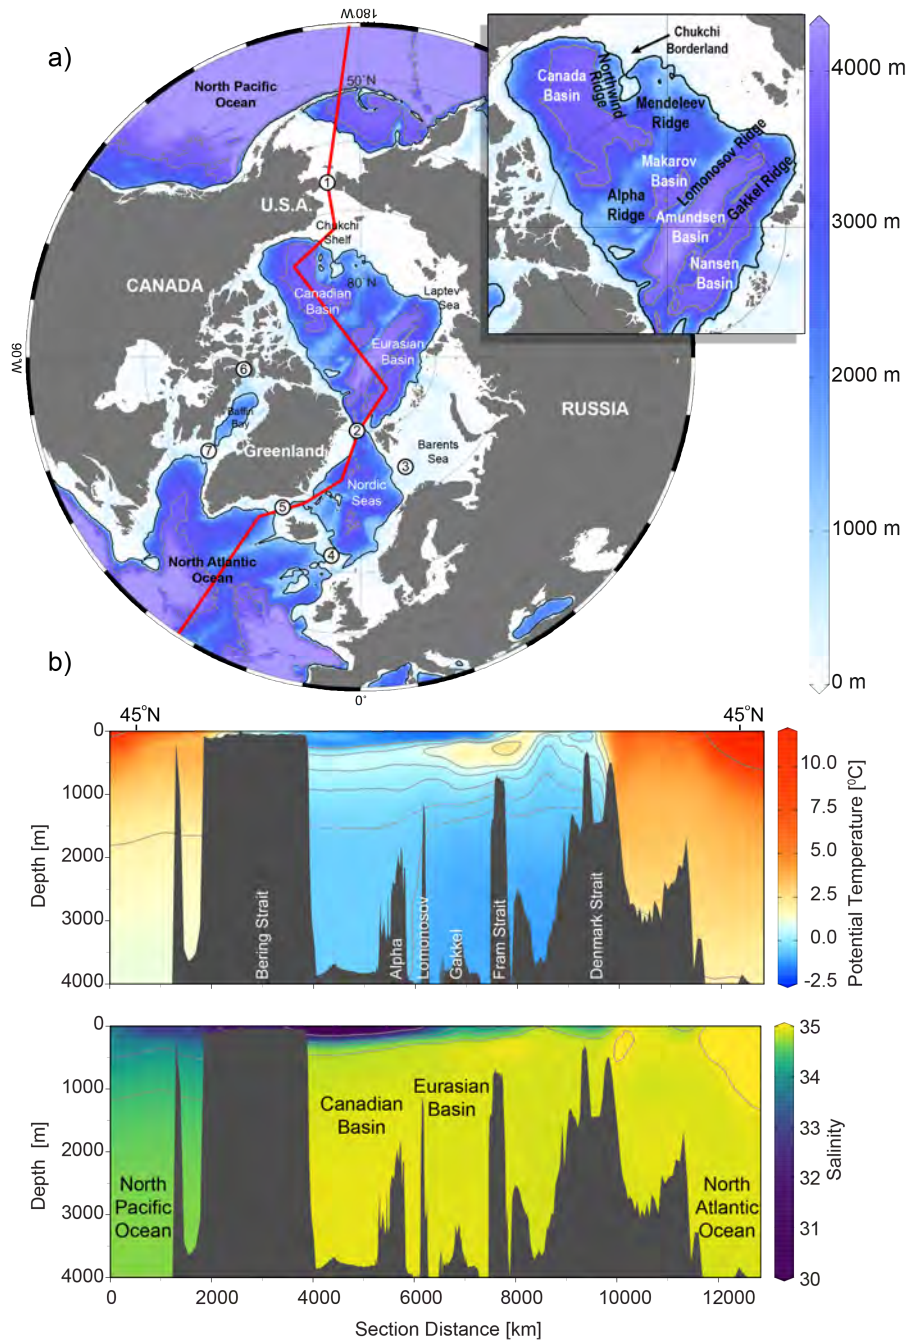 a)
180°W
North Pacific
Ocean
50°N
1
U.S.A.
Chukchi
Shelf
CANADA
Canadian
Basin
80 N
Laptev
Sea
Eurasian
Basin
90°W
6
RUSSIA
Baffin
Bay
2
7
Greenland
Barents
Sea
3
Nordic
Seas
5
4
North Atlantic
Ocean
0°
Chukchi
Borderland
Canada
Basin
Northwind
Ridge
Mendeleev
Ridge
Makarov
Basin
Lomonosov Ridge
Alpha
Ridge
Gakkel Ridge
Amundsen
Basin
Nansen
Basin
4000 m
3000 m
2000 m
1000 m
0 m
b)
45°N
45°N
0
1000
2000
3000
4000
Depth [m]
Bering Strait
Alpha
Lomonosov
Gakkel
Fram Strait
Denmark Strait
10.0
7.5
5.0
2.5
0.0
-2.5
Potential Temperature [⁰C]
0
1000
2000
3000
4000
Depth [m]
Canadian
Basin
Eurasian
Basin
North
Pacific
Ocean
North
Atlantic
Ocean
35
34
33
32
31
30
Salinity
0
2000
4000
6000
8000
10000
12000
Section Distance [km]